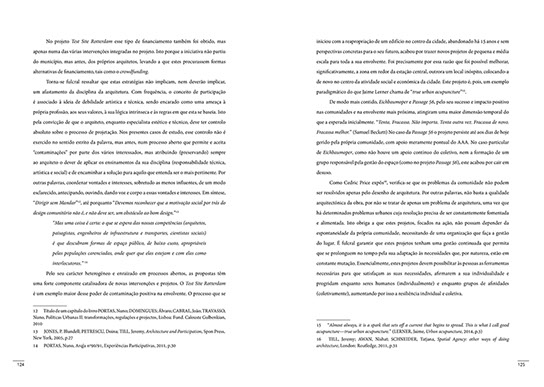 No projeto Test Site Rotterdam esse tipo de financiamento também foi obtido, mas
apenas numa das várias intervenções integradas no projeto. Isto porque a iniciativa não partiu
do município, mas antes, dos próprios arquitetos, levando a que estes procurassem formas
alternativas de financiamento, tais como o crowdfunding.
Torna-se fulcral ressaltar que estas estratégias não implicam, nem deverão implicar,
um afastamento da disciplina da arquitetura. Com frequência, o conceito de participação
é associado à ideia de debilidade artística e técnica, sendo encarado como uma ameaça à
própria profissão, aos seus valores, à sua lógica intrínseca e às regras em que esta se baseia. Isto
pela convicção de que o arquiteto, enquanto especialista estético e técnico, deve ter controlo
absoluto sobre o processo de projetação. Nos presentes casos de estudo, esse controlo não é
exercido no sentido estrito da palavra, mas antes, num processo aberto que permite e aceita
"contaminações" por parte dos vários interessados, mas atribuindo (preservando) sempre
ao arquiteto o dever de aplicar os ensinamentos da sua disciplina (responsabilidade técnica,
artística e social) e de encaminhar a solução para aquilo que entenda ser o mais pertinente. Por
outras palavras, coordenar vontades e interesses, sobretudo as menos influentes, de um modo
esclarecido, antecipando, ouvindo, dando voz e corpo a essas vontades e interesses. Em síntese,
"Dirigir sem Mandar"¹², até porquanto "Devemos reconhecer que a motivação social por trás do
design comunitário não é, e não deve ser, um obstáculo ao bom design."¹³
"Mas uma coisa é certa: o que se espera das nossas competências (arquitetos,
paisagistas, engenheiros de infraestrutura e transportes, cientistas sociais)
é que descubram formas de espaço público, de baixo custo, apropriáveis
pelas populações carenciadas, onde quer que elas estejam e com elas como
interlocutoras."¹⁴
Pelo seu carácter heterogéneo e enraizado em processos abertos, as propostas têm
uma forte componente catalisadora de novas intervenções e projetos. O Test Site Rotterdam
é um exemplo maior desse poder de contaminação positiva na envolvente. O processo que se
12 Título de um capítulo do livro PORTAS, Nuno; DOMINGUES; Álvaro; CABRAL, João, TRAVASSO;
Nuno, Políticas Urbanas II: transformações, regulações e projectos, Lisboa: Fund. Calouste Gulbenkian,
2010
13 JONES, P. Blundell; PETRESCU, Doina; TILL, Jeremy, Architecture and Participation, Spon Press,
New York, 2005, p.27
14 PORTAS, Nuno, Arq/a nº90/91, Experiências Participativas, 2011, p.30
124
iniciou com a reapropriação de um edifício no centro da cidade, abandonado há 15 anos e sem
perspectivas concretas para o seu futuro, acabou por trazer novos projetos de pequena e média
escala para toda a sua envolvente. Foi precisamente por essa razão que foi possível melhorar,
significativamente, a zona em redor da estação central, outrora um local inóspito, colocando-a
de novo no centro da atividade social e económica da cidade. Este projeto é, pois, um exemplo
paradigmático do que Jaime Lerner chama de "true urban acupuncture"¹⁵.
De modo mais contido, Eichbaumoper e Passage 56, pelo seu sucesso e impacto positivo
nas comunidades e na envolvente mais próxima, atingiram uma maior dimensão temporal do
que a esperada inicialmente. "Tenta. Fracassa. Não importa. Tenta outra vez. Fracassa de novo.
Fracassa melhor." (Samuel Beckett) No caso da Passage 56 o projeto persiste até aos dias de hoje
gerido pela própria comunidade, com apoio meramente pontual do AAA. No caso particular
de Eichbaumoper, como não houve um apoio contínuo do coletivo, nem a formação de um
grupo responsável pela gestão do espaço (como no projeto Passage 56), este acabou por cair em
desuso.
Como Cedric Price expôs¹⁶, verifica-se que os problemas da comunidade não podem
ser resolvidos apenas pelo desenho de arquitetura. Por outras palavras, não basta a qualidade
arquitectónica da obra, por não se tratar de apenas um problema de arquitetura, uma vez que
há determinados problemas urbanos cuja resolução precisa de ser constantemente fomentada
e alimentada. Isto obriga a que estes projetos, focados na ação, não possam depender da
espontaneidade da própria comunidade, necessitando de uma organização que faça a gestão
do lugar. É fulcral garantir que estes projetos tenham uma gestão continuada que permita
que se prolonguem no tempo pela sua adaptação às necessidades que, por natureza, estão em
constante mutação. Essencialmente, estes projetos devem possibilitar às pessoas as ferramentas
necessárias para que satisfaçam as suas necessidades, afirmarem a sua individualidade e
progridam enquanto seres humanos (individualmente) e enquanto grupos de afinidades
(coletivamente), aumentando por isso a resiliência individual e coletiva.
15 "Almost always, it is a spark that sets off a current that begins to spread. This is what I call good
acupuncture—true urban acupuncture." (LERNER, Jaime, Urban acupuncture, 2014, p.3)
16 TILL, Jeremy; AWAN, Nishat; SCHNEIDER, Tatjana, Spatial Agency: other ways of doing
architecture, London: Routledge, 2011, p.31
125